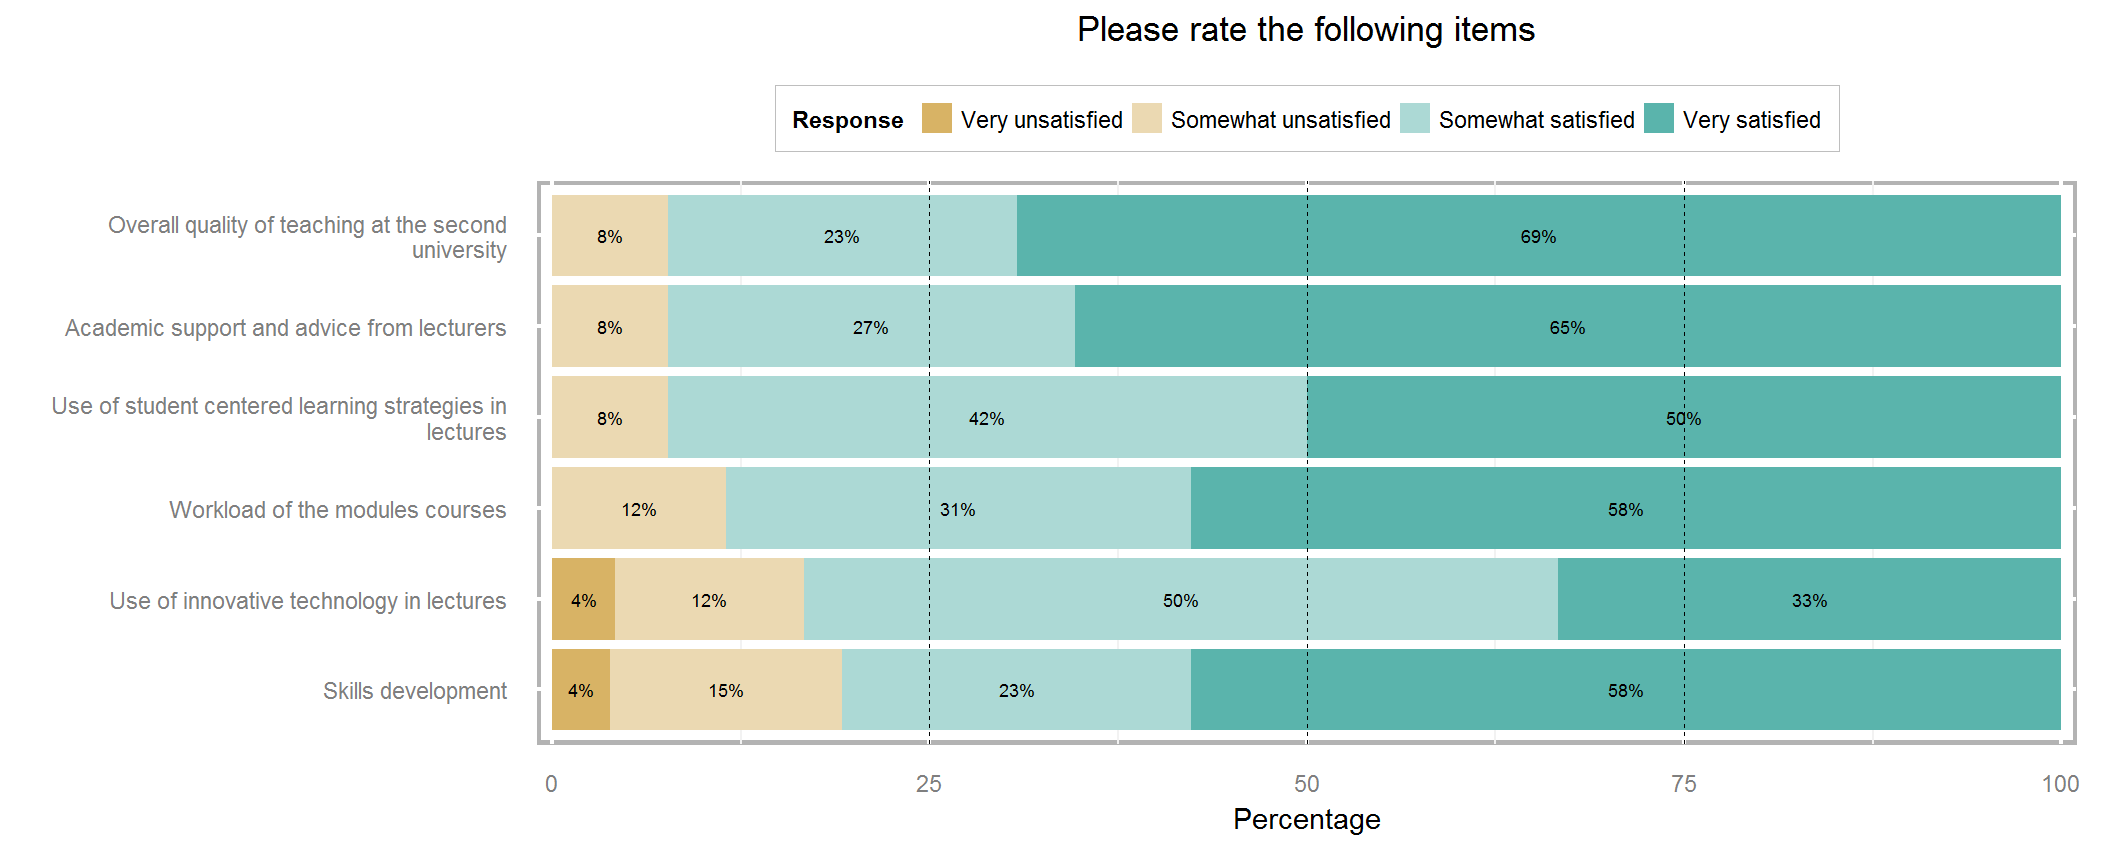 Please rate the following items
Response Very unsatisfied Somewhat unsatisfied Somewhat satisfied Very satisfied
Overall quality of teaching at the second
university
8% 23% 69%
Academic support and advice from lecturers
8% 27% 65%
Use of student centered learning strategies in
lectures
8% 42% 50%
Workload of the modules courses
12% 31% 58%
Use of innovative technology in lectures
4% 12% 50% 33%
Skills development
4% 15% 23% 58%
0 25 50 75 100
Percentage